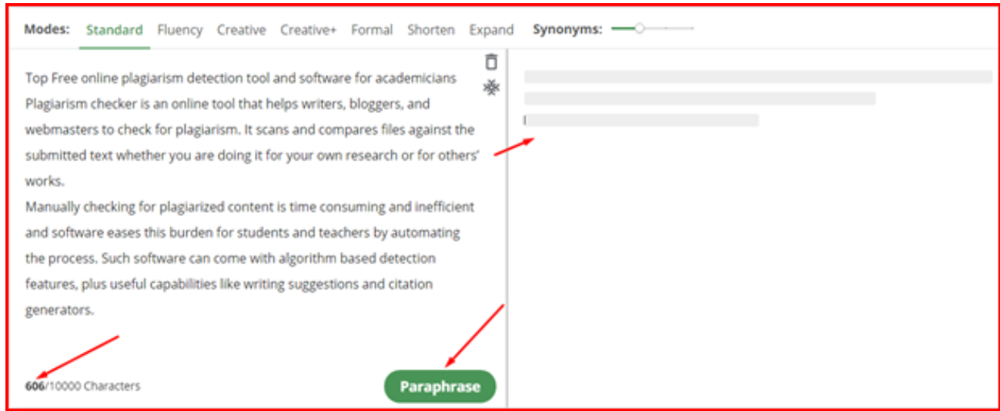 Modes: Standard Fluency Creative Creative+ Formal Shorten Expand Synonyms:
Top Free online plagiarism detection tool and software for academicians
Plagiarism checker is an online tool that helps writers, bloggers, and
webmasters to check for plagiarism. It scans and compares files against the
submitted text whether you are doing it for your own research or for others’
works.
Manually checking for plagiarized content is time consuming and inefficient
and software eases this burden for students and teachers by automating
the process. Such software can come with algorithm based detection
features, plus useful capabilities like writing suggestions and citation
generators.
606/10000 Characters
Paraphrase